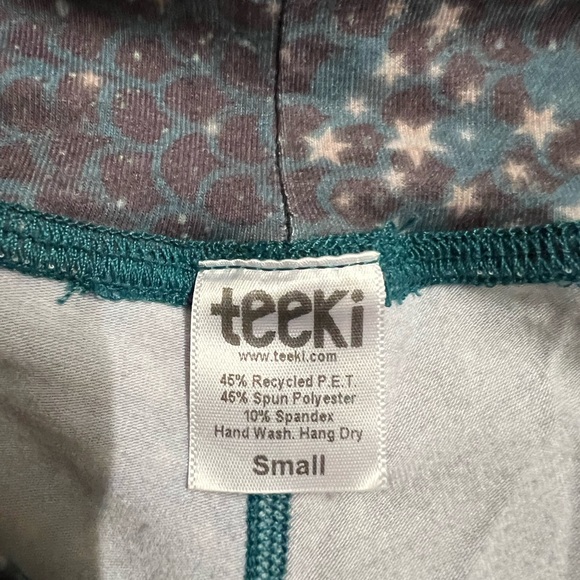 teeki
www.teeki.com
45% Recycled P.E.T.
45% Spun Polyester
10% Spandex
Hand Wash. Hang Dry
Small